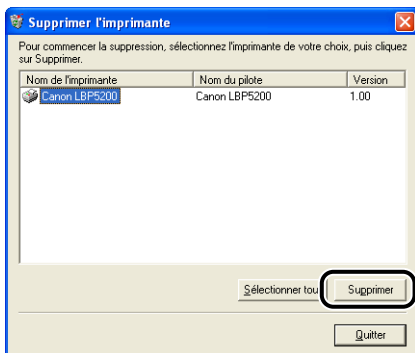 Supprimer l'imprimante
Pour commencer la suppression, sélectionnez l'imprimante de votre choix, puis cliquez
sur Supprimer.
Nom de l'imprimante Nom du pilote Version
Canon LBP5200 Canon LBP5200 1.00
Sélectionner tou Supprimer
Quitter